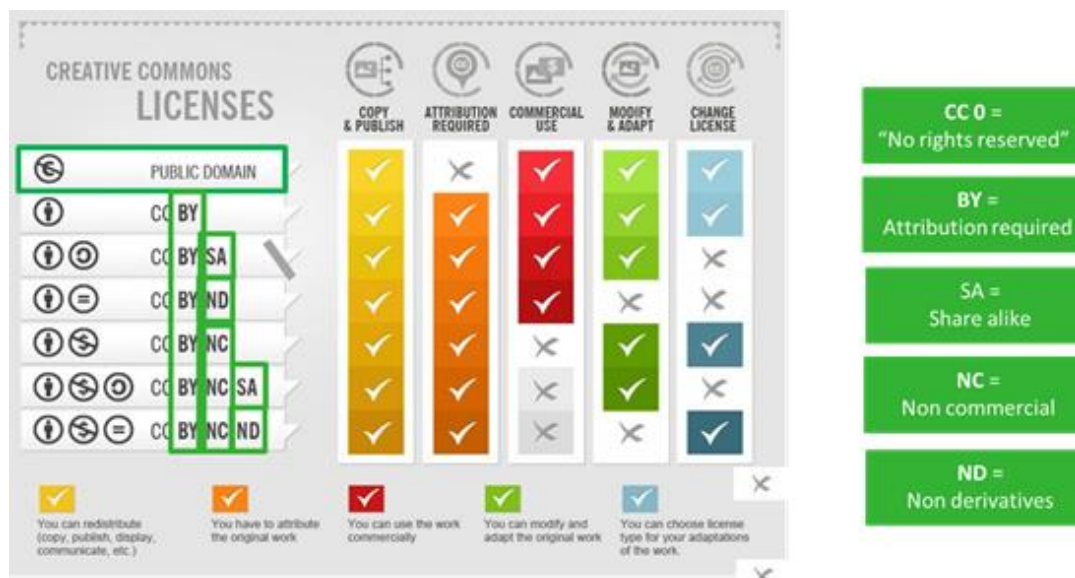 CREATIVE COMMONS
LICENSES
COPY
& PUBLISH
ATTRIBUTION
REQUIRED
COMMERCIAL
USE
MODIFY
& ADAPT
CHANGE
LICENSE
PUBLIC DOMAIN
CC BY
CC BY SA
CC BY ND
CC BY NC
CC BY NC SA
CC BY NC ND
You can redistribute
(copy, publish, display,
communicate, etc.)
You have to attribute
the original work
You can use the work
commercially
You can modify and
adapt the original work
You can choose license
type for your adaptations
of the work.
CC 0 =
“No rights reserved”
BY =
Attribution required
SA =
Share alike
NC =
Non commercial
ND =
Non derivatives